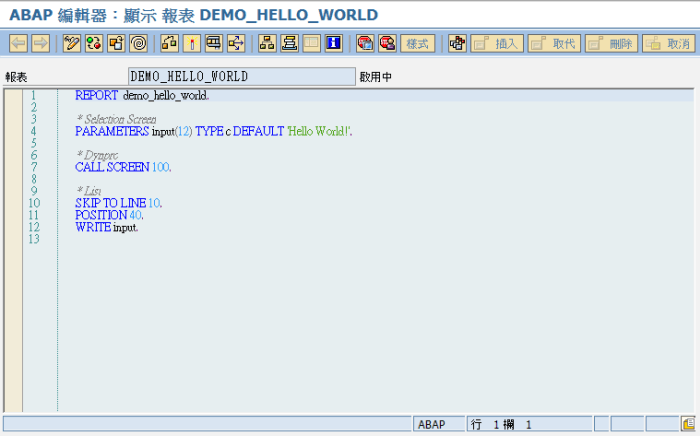 ABAP 編輯器：顯示 報表 DEMO_HELLO_WORLD
樣式 插入 取代 刪除 取消
報表 DEMO_HELLO_WORLD 啟用中
1 REPORT demo_hello_world.
2
3 * Selection Screen
4 PARAMETERS input(12) TYPE c DEFAULT 'Hello World!'.
5
6 * Dynpro
7 CALL SCREEN 100.
8
9 * List
10 SKIP TO LINE 10.
11 POSITION 40.
12 WRITE input.
13
ABAP 行 1 欄 1